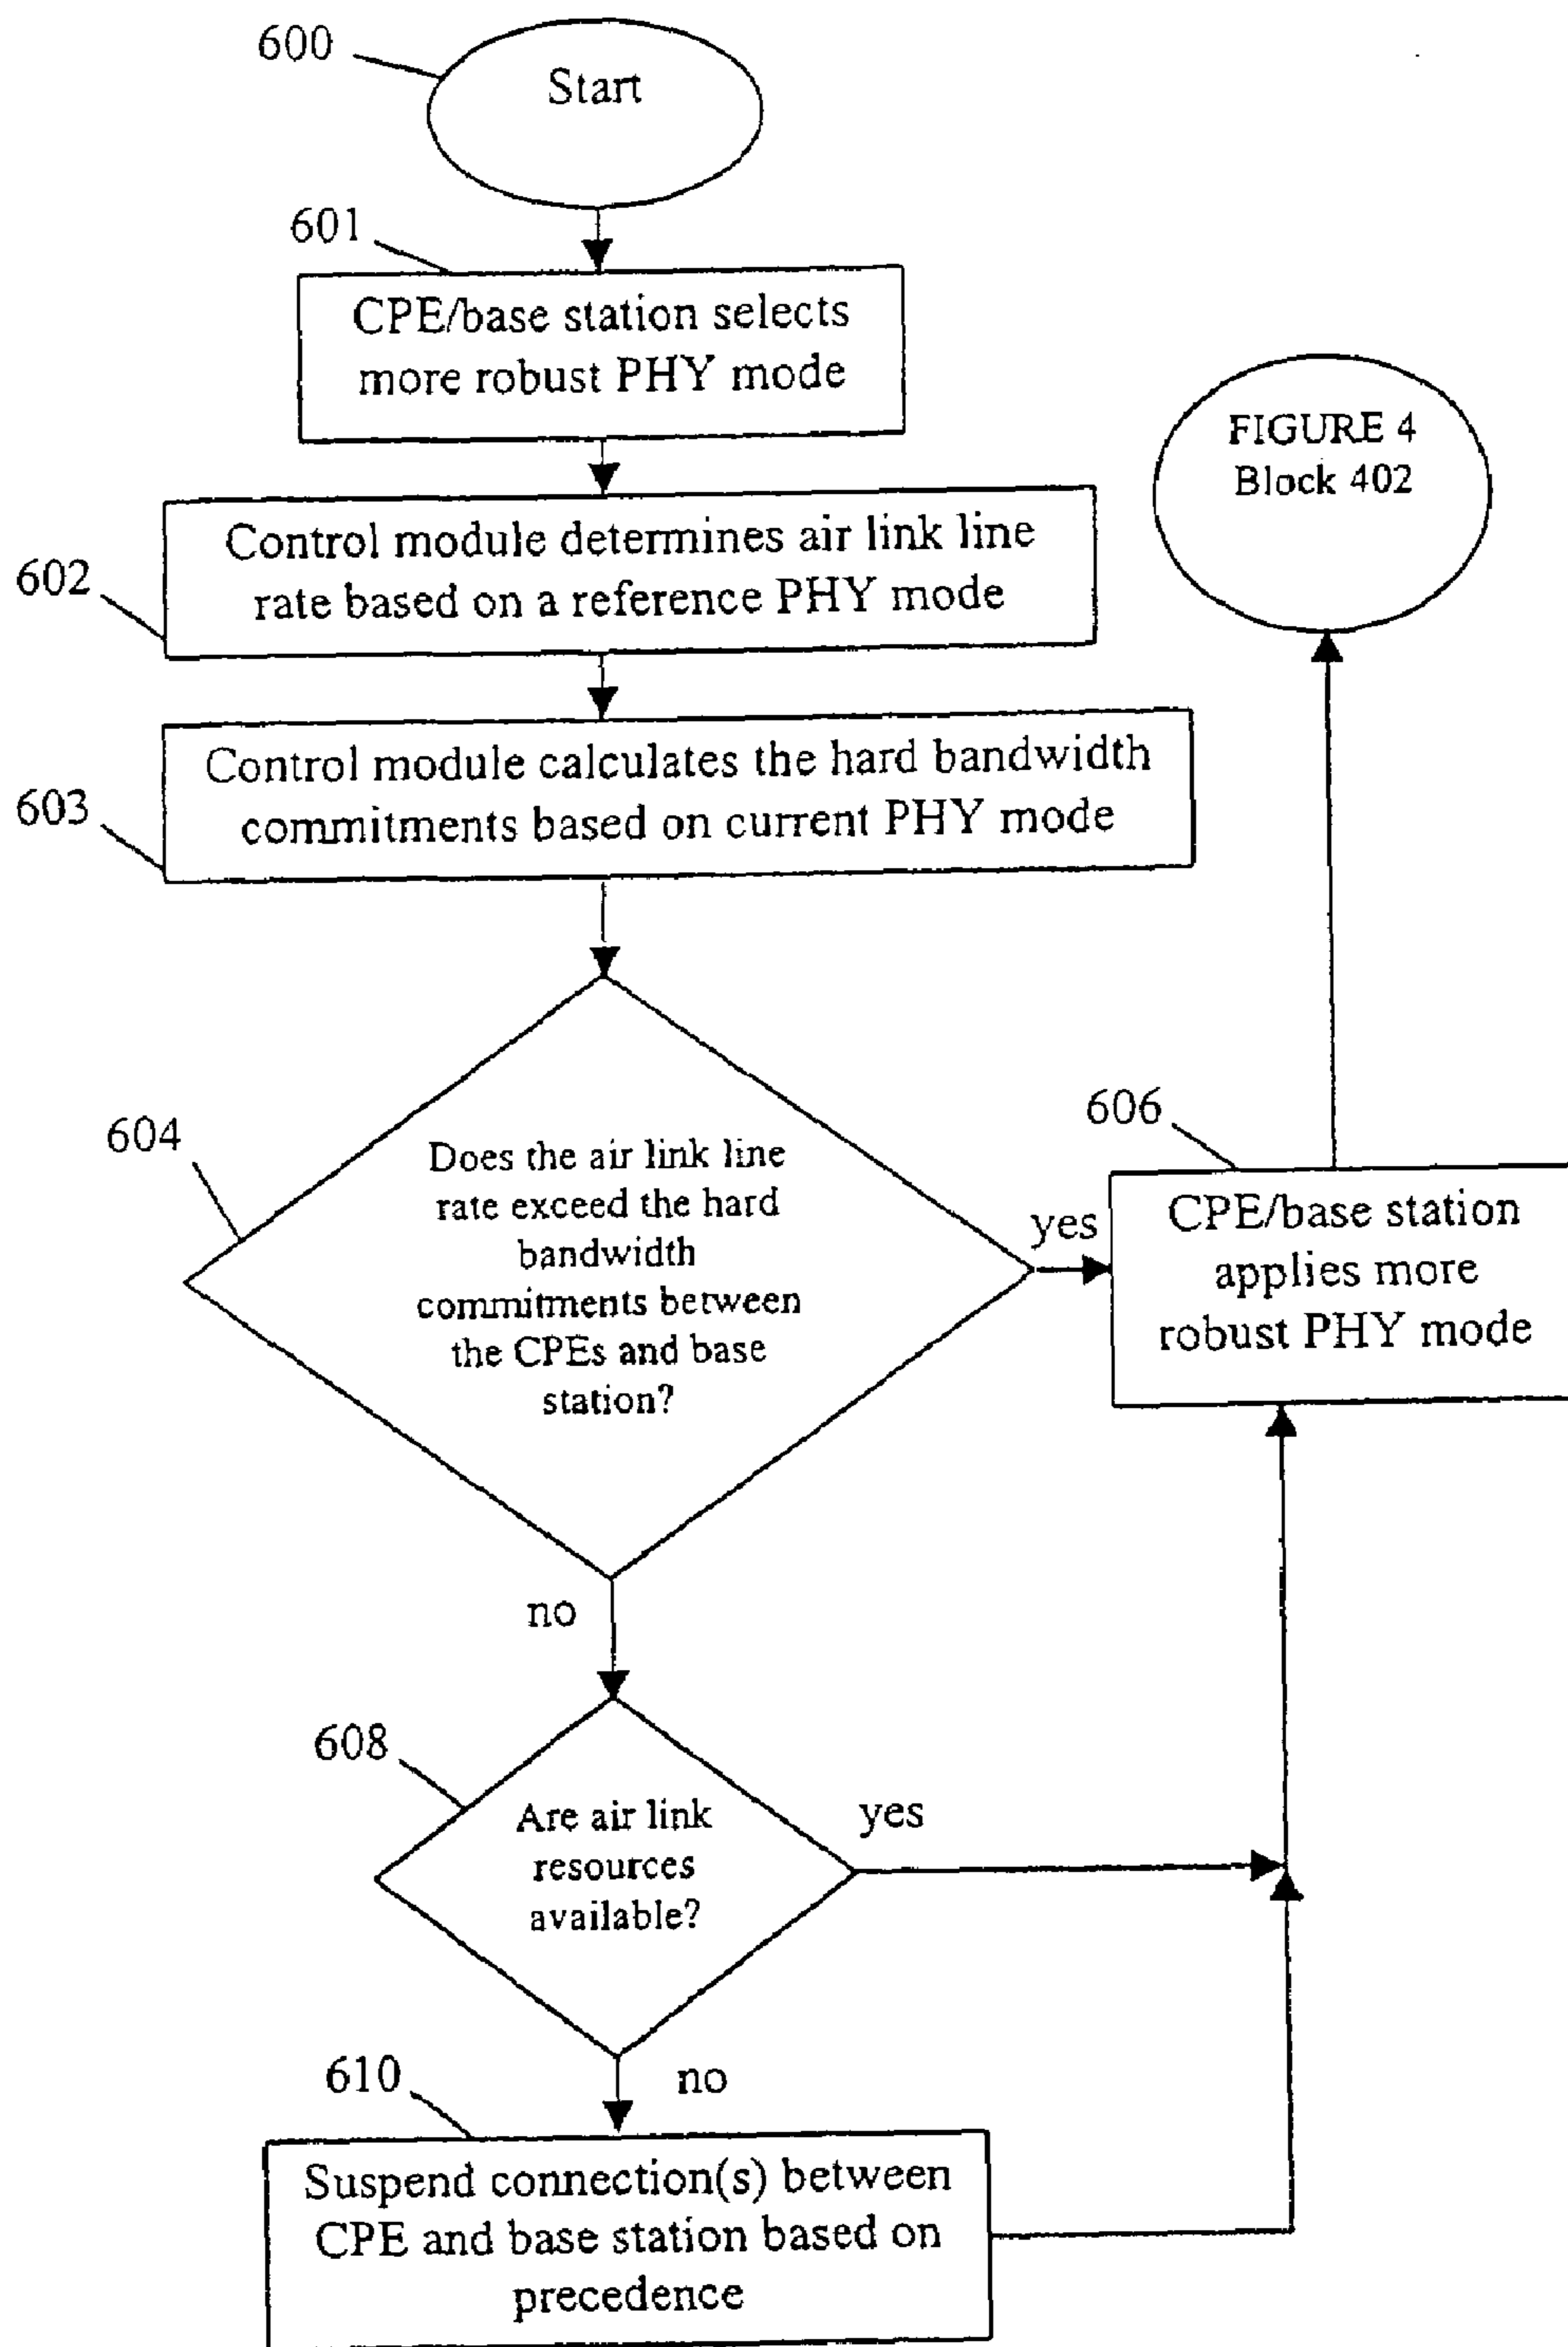 600
Start
601
CPE/base station selects
more robust PHY mode
FIGURE 4
Block 402
602
Control module determines air link line
rate based on a reference PHY mode
603
Control module calculates the hard bandwidth
commitments based on current PHY mode
604
Does the air link line
rate exceed the hard
bandwidth
commitments between
the CPEs and base
station?
yes
606
CPE/base station
applies more
robust PHY mode
no
608
Are air link
resources
available?
yes
no
610
Suspend connection(s) between
CPE and base station based on
precedence